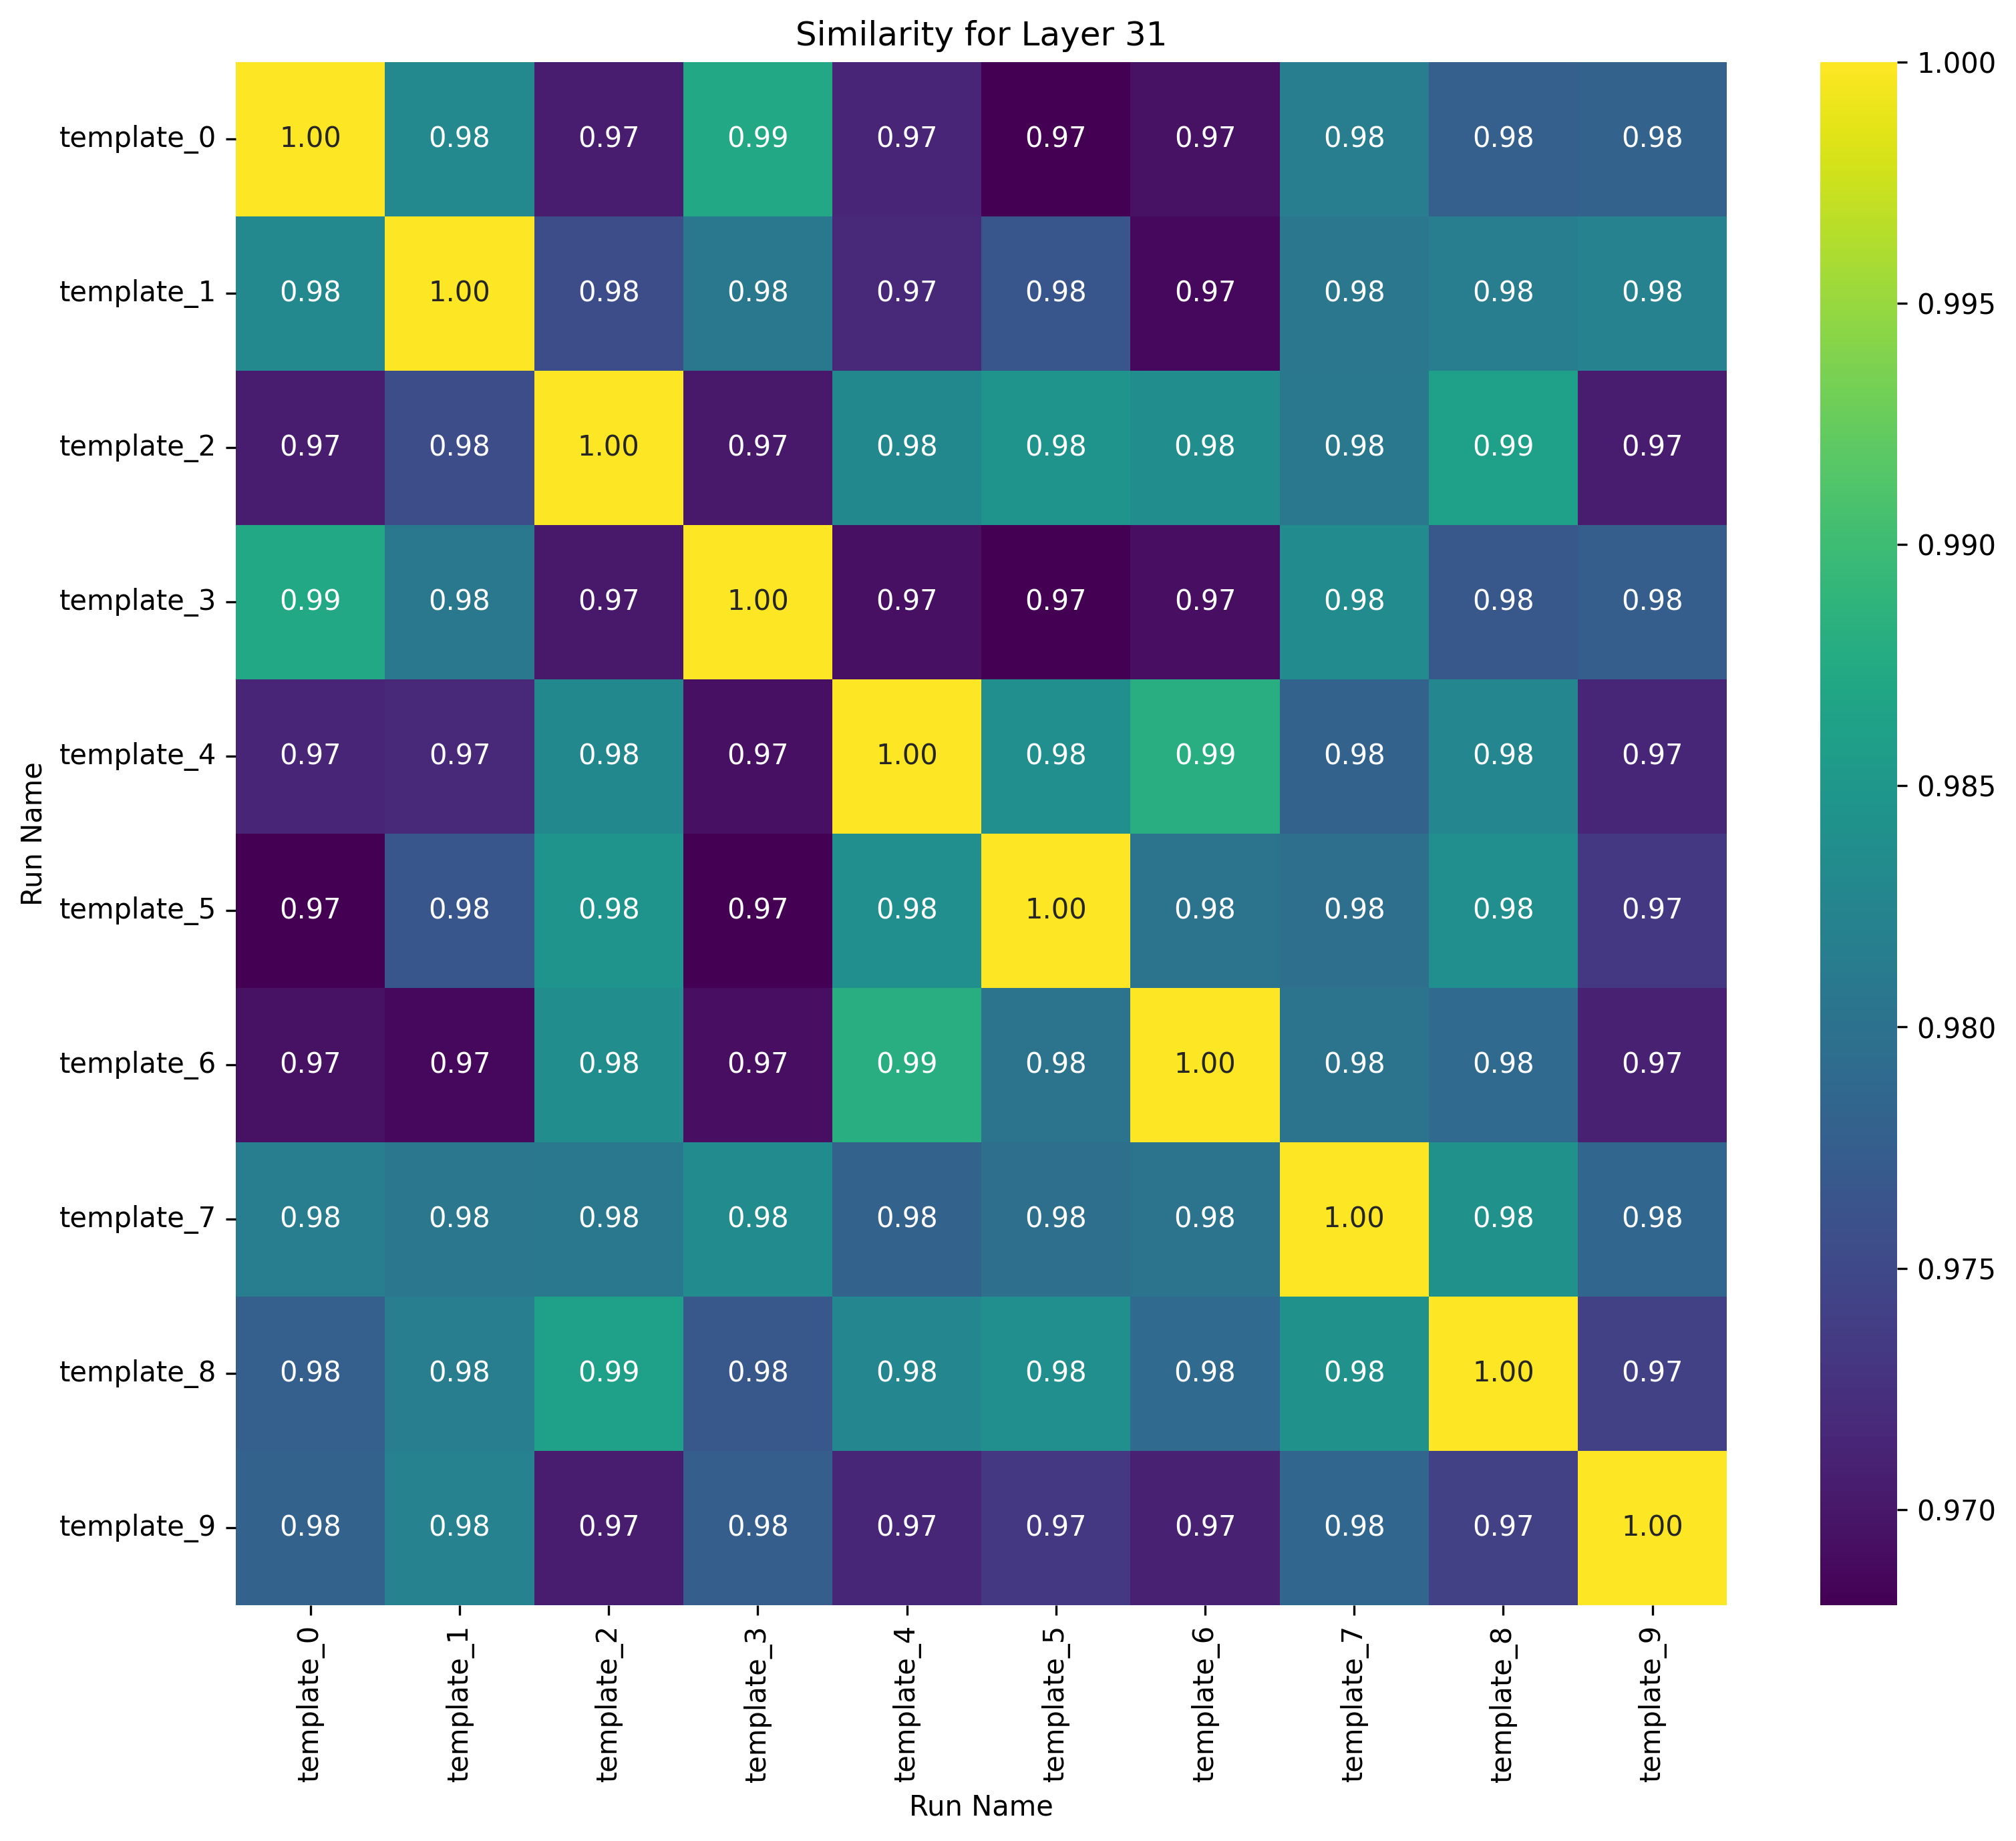 Similarity for Layer 31
template_0 1.00 0.98 0.97 0.99 0.97 0.97 0.97 0.98 0.98 0.98
template_1 0.98 1.00 0.98 0.98 0.97 0.98 0.97 0.98 0.98 0.98
template_2 0.97 0.98 1.00 0.97 0.98 0.98 0.98 0.98 0.99 0.97
template_3 0.99 0.98 0.97 1.00 0.97 0.97 0.97 0.98 0.98 0.98
template_4 0.97 0.97 0.98 0.97 1.00 0.98 0.99 0.98 0.98 0.97
template_5 0.97 0.98 0.98 0.97 0.98 1.00 0.98 0.98 0.98 0.97
template_6 0.97 0.97 0.98 0.97 0.99 0.98 1.00 0.98 0.98 0.97
template_7 0.98 0.98 0.98 0.98 0.98 0.98 0.98 1.00 0.98 0.98
template_8 0.98 0.98 0.99 0.98 0.98 0.98 0.98 0.98 1.00 0.97
template_9 0.98 0.98 0.97 0.98 0.97 0.97 0.97 0.98 0.97 1.00
template_0 template_1 template_2 template_3 template_4 template_5 template_6 template_7 template_8 template_9
Run Name
Run Name
1.000
0.995
0.990
0.985
0.980
0.975
0.970